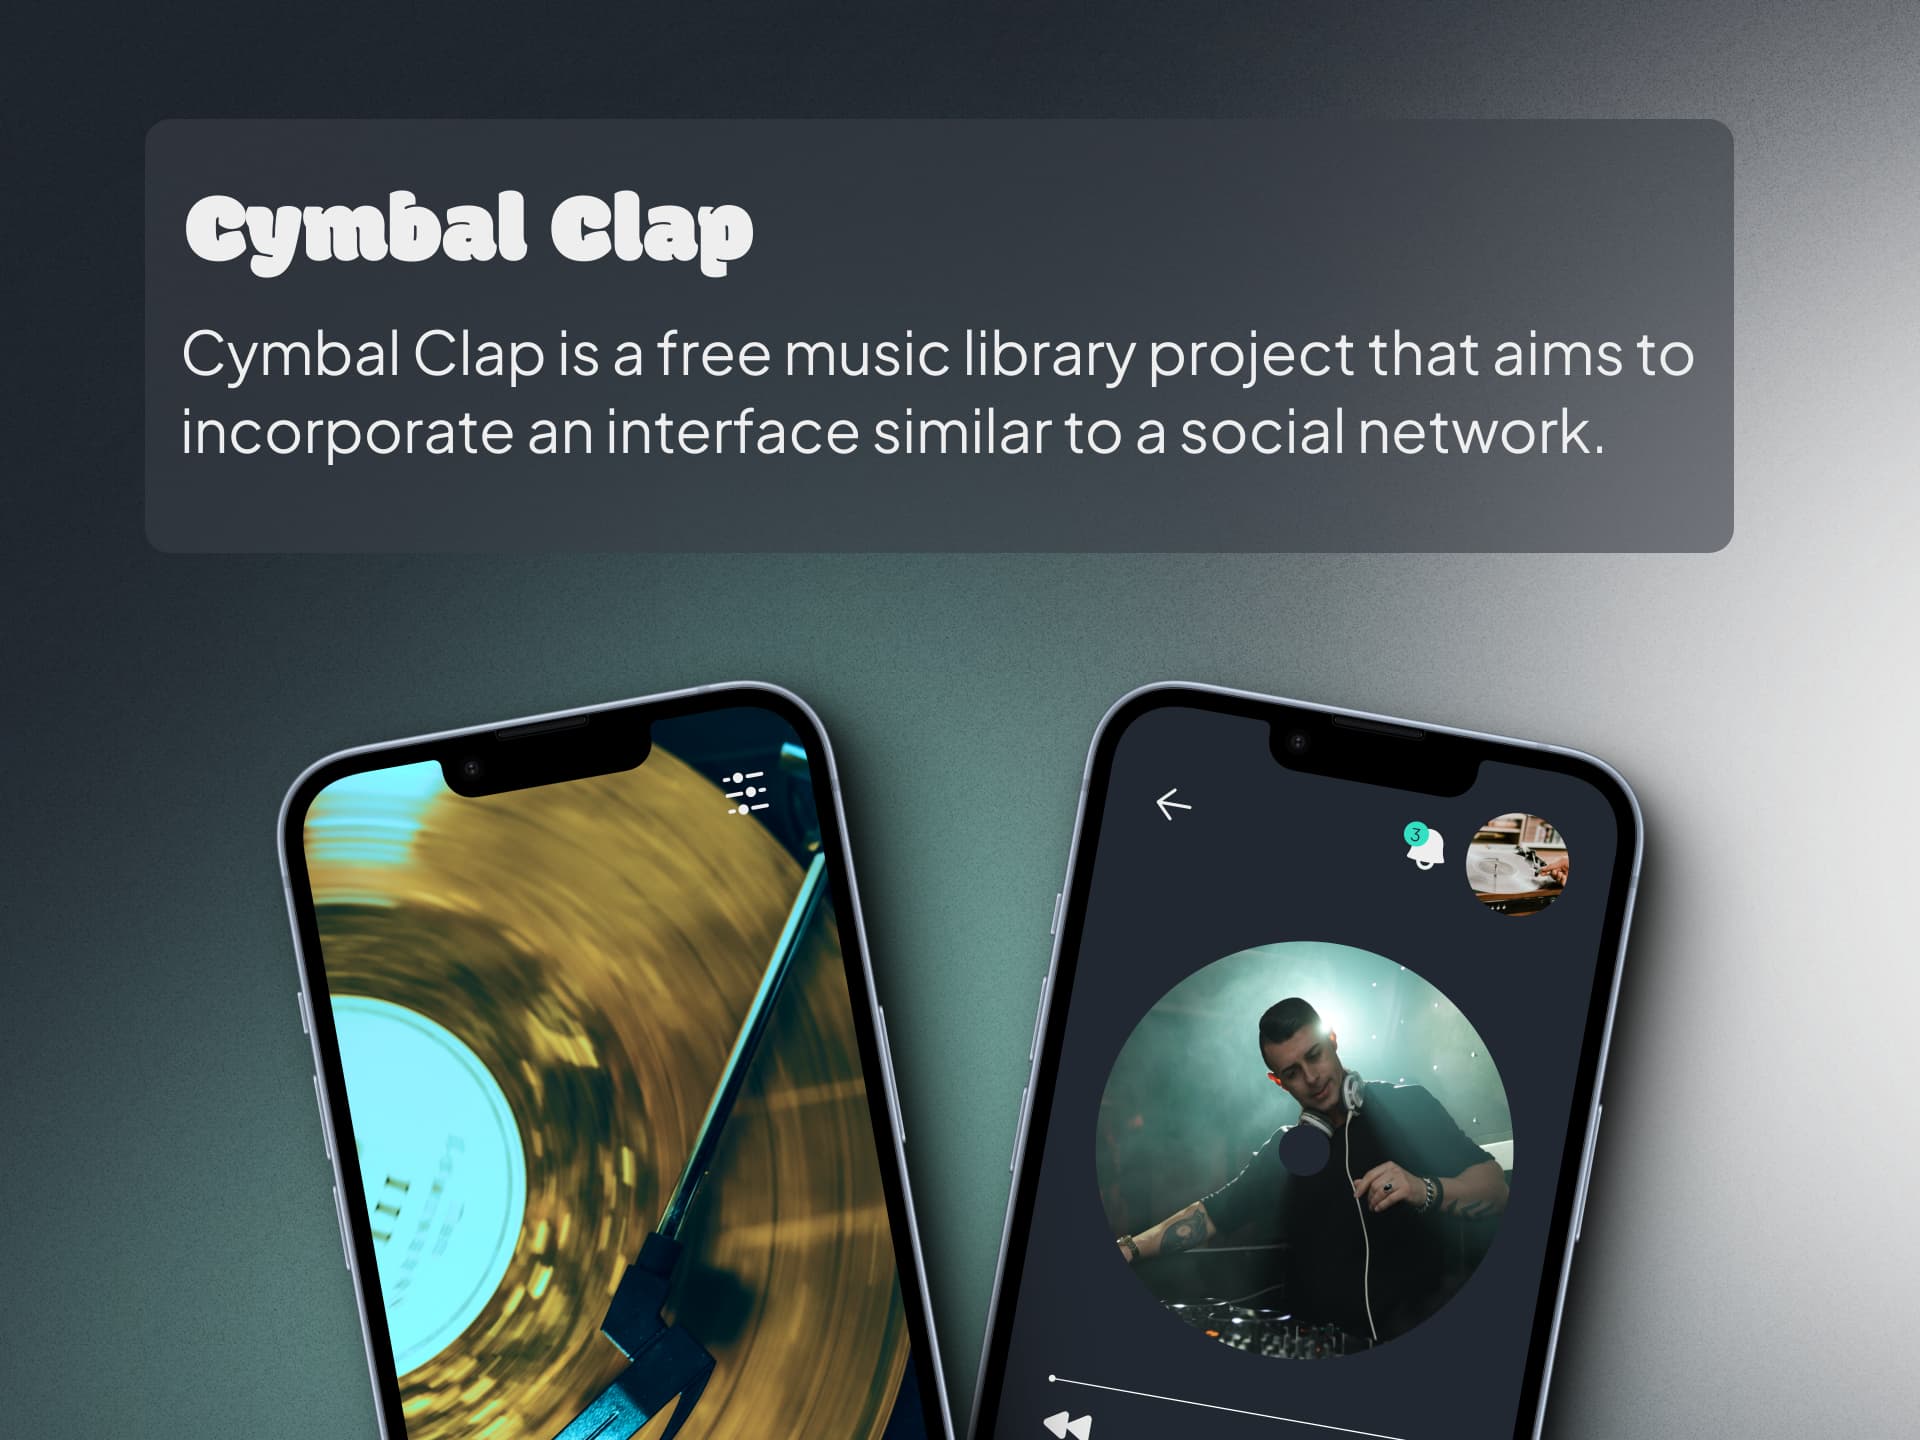 Cymbal Clap
Cymbal Clap is a free music library project that aims to
incorporate an interface similar to a social network.
3